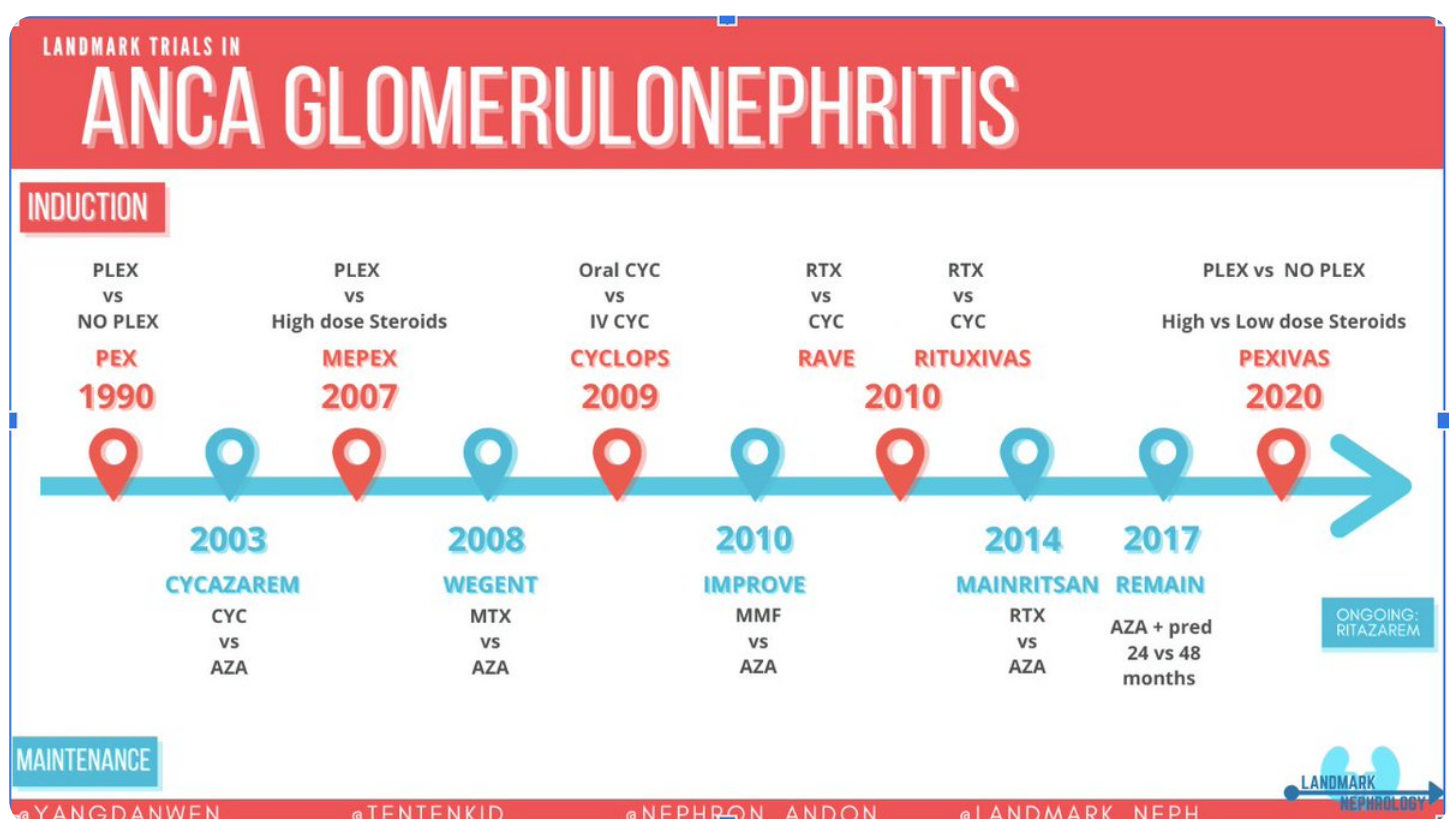 LANDMARK TRIALS IN
ANCA GLOMERULONEPHRITIS
INDUCTION
PLEX
vs
NO PLEX
PEX
1990
PLEX
vs
High dose Steroids
MEPEX
2007
Oral CYC
vs
IV CYC
CYCLOPS
2009
RTX
vs
CYC
RAVE
RTX
vs
CYC
RITUXIVAS
2010
PLEX vs NO PLEX
High vs Low dose Steroids
PEXIVAS
2020
2003
CYCAZAREM
CYC
vs
AZA
2008
WEGENT
MTX
vs
AZA
2010
IMPROVE
MMF
vs
AZA
2014
MAINRITSAN
RTX
vs
AZA
2017
REMAIN
AZA + pred
24 vs 48
months
ONGOING:
RITAZAREM
MAINTENANCE
LANDMARK
NEPHROLOGY
@YANGDANWEN
@TENTENKID
@NEPHRON_ANDON
@LANDMARK_NEPH